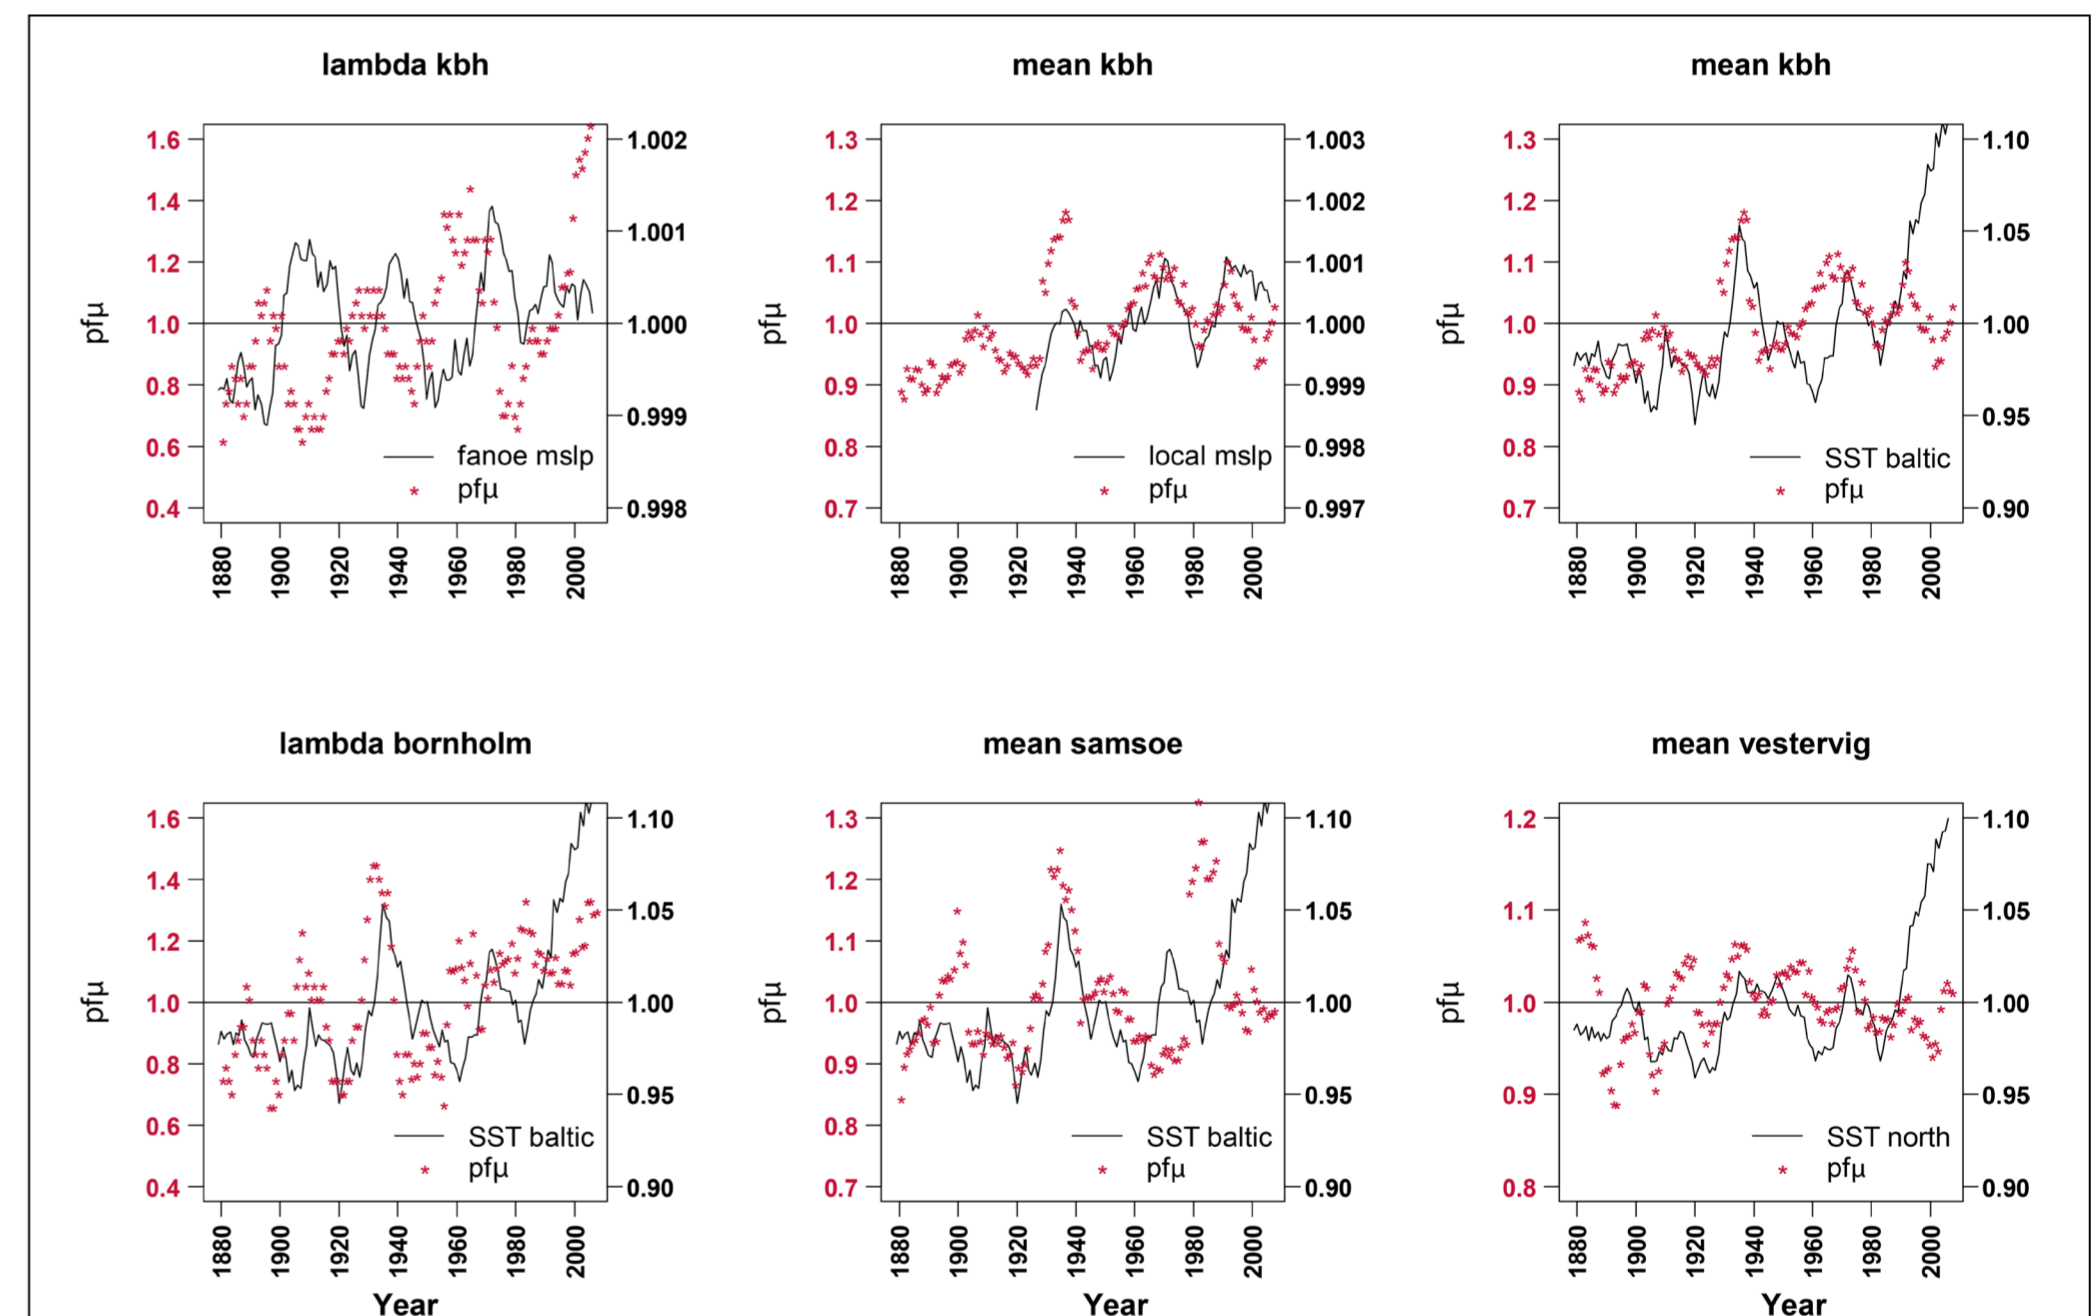 lambda kbh
mean kbh
mean kbh
pfμ
1.6
1.4
1.2
1.0
0.8
0.6
0.4
1.002
1.001
1.000
0.999
0.998
fanoe mslp
pfμ
1880 1900 1920 1940 1960 1980 2000
pfμ
1.3
1.2
1.1
1.0
0.9
0.8
0.7
1.003
1.002
1.001
1.000
0.999
0.998
0.997
local mslp
pfμ
1880 1900 1920 1940 1960 1980 2000
pfμ
1.3
1.2
1.1
1.0
0.9
0.8
0.7
1.10
1.05
1.00
0.95
0.90
SST baltic
pfμ
1880 1900 1920 1940 1960 1980 2000
lambda bornholm
mean samsoe
mean vestervig
pfμ
1.6
1.4
1.2
1.0
0.8
0.6
0.4
1.10
1.05
1.00
0.95
0.90
SST baltic
pfμ
1880 1900 1920 1940 1960 1980 2000
Year
pfμ
1.3
1.2
1.1
1.0
0.9
0.8
0.7
1.10
1.05
1.00
0.95
0.90
SST baltic
pfμ
1880 1900 1920 1940 1960 1980 2000
Year
pfμ
1.2
1.1
1.0
0.9
0.8
1.10
1.05
1.00
0.95
0.90
SST north
pfμ
1880 1900 1920 1940 1960 1980 2000
Year